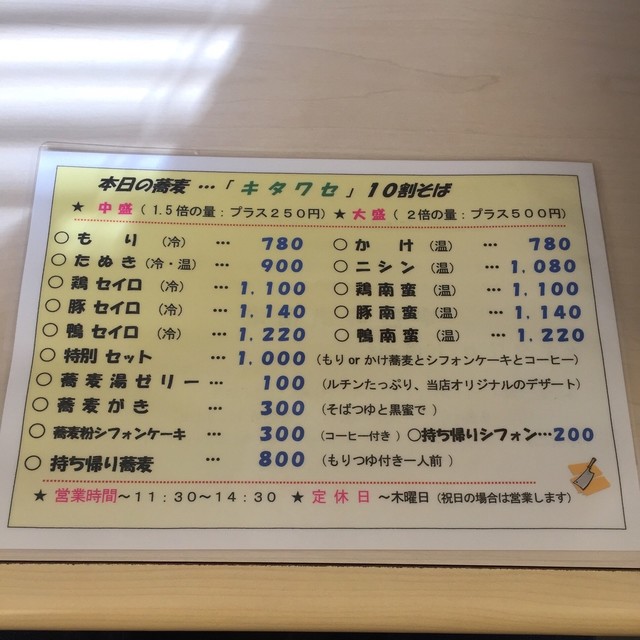 本日の蕎麦 …「 キタワセ 」 10割そば
★ 中盛 ( 1.5倍の量：プラス250円) ★ 大盛 ( 2倍の量：プラス500円)
○ もり (冷) … 780 ○ かけ (温) … 780
○ たぬき (冷・温) … 900 ○ ニシン (温) … 1.080
○ 鶏セイロ (冷) … 1.100 ○ 鶏南蛮 (温) … 1.100
○ 豚セイロ (冷) … 1.140 ○ 豚南蛮 (温) … 1.140
○ 鴨セイロ (冷) … 1.220 ○ 鴨南蛮 (温) … 1.220
○ 特別セット … 1.000 (もり or かけ蕎麦とシフォンケーキとコーヒー)
○ 蕎麦湯ゼリー… 100 (ルチンたっぷり、当店オリジナルのデザート)
○ 蕎麦がき … 300 (そばつゆと黒蜜で )
○ 蕎麦粉シフォンケーキ … 300 (コーヒー付き ) ○持ち帰りシフォン…200
○ 持ち帰り蕎麦 … 800 (もりつゆ付き一人前 )
★ 営業時間～11：30～14：30 ★ 定休日 ～木曜日 (祝日の場合は営業します)